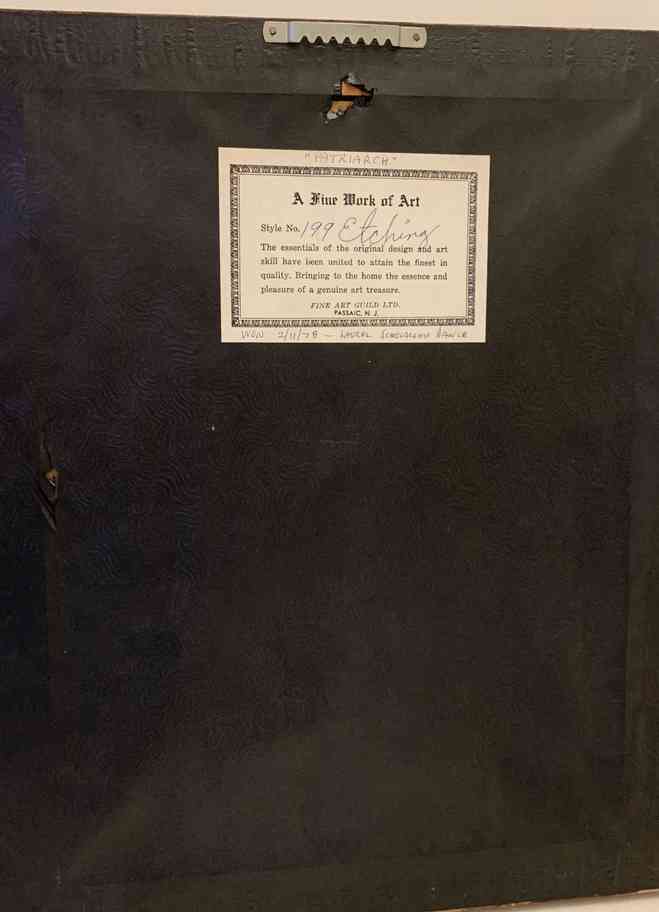 "PATRIARCH"
A Fine Work of Art
Style No. 199 Etching
The essentials of the original design and art
skill have been united to attain the finest in
quality. Bringing to the home the essence and
pleasure of a genuine art treasure.
FINE ART GUILD LTD.
PASSAIC, N. J.
WON 2/11/78 - LAUREL SCHOLARSHIP DANCE